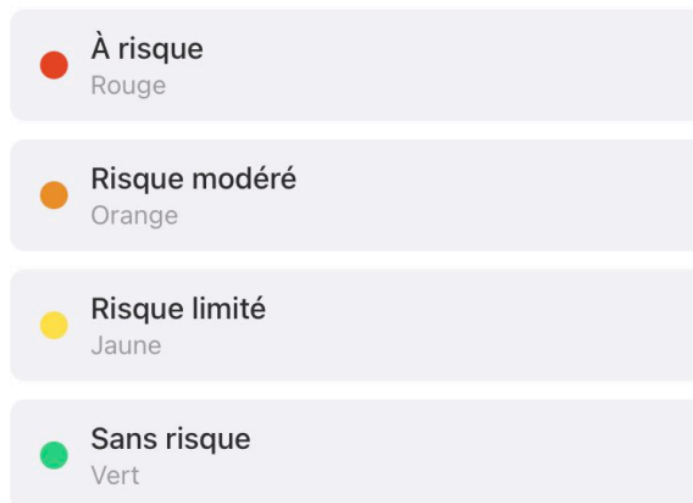 À risque
Rouge
Risque modéré
Orange
Risque limité
Jaune
Sans risque
Vert